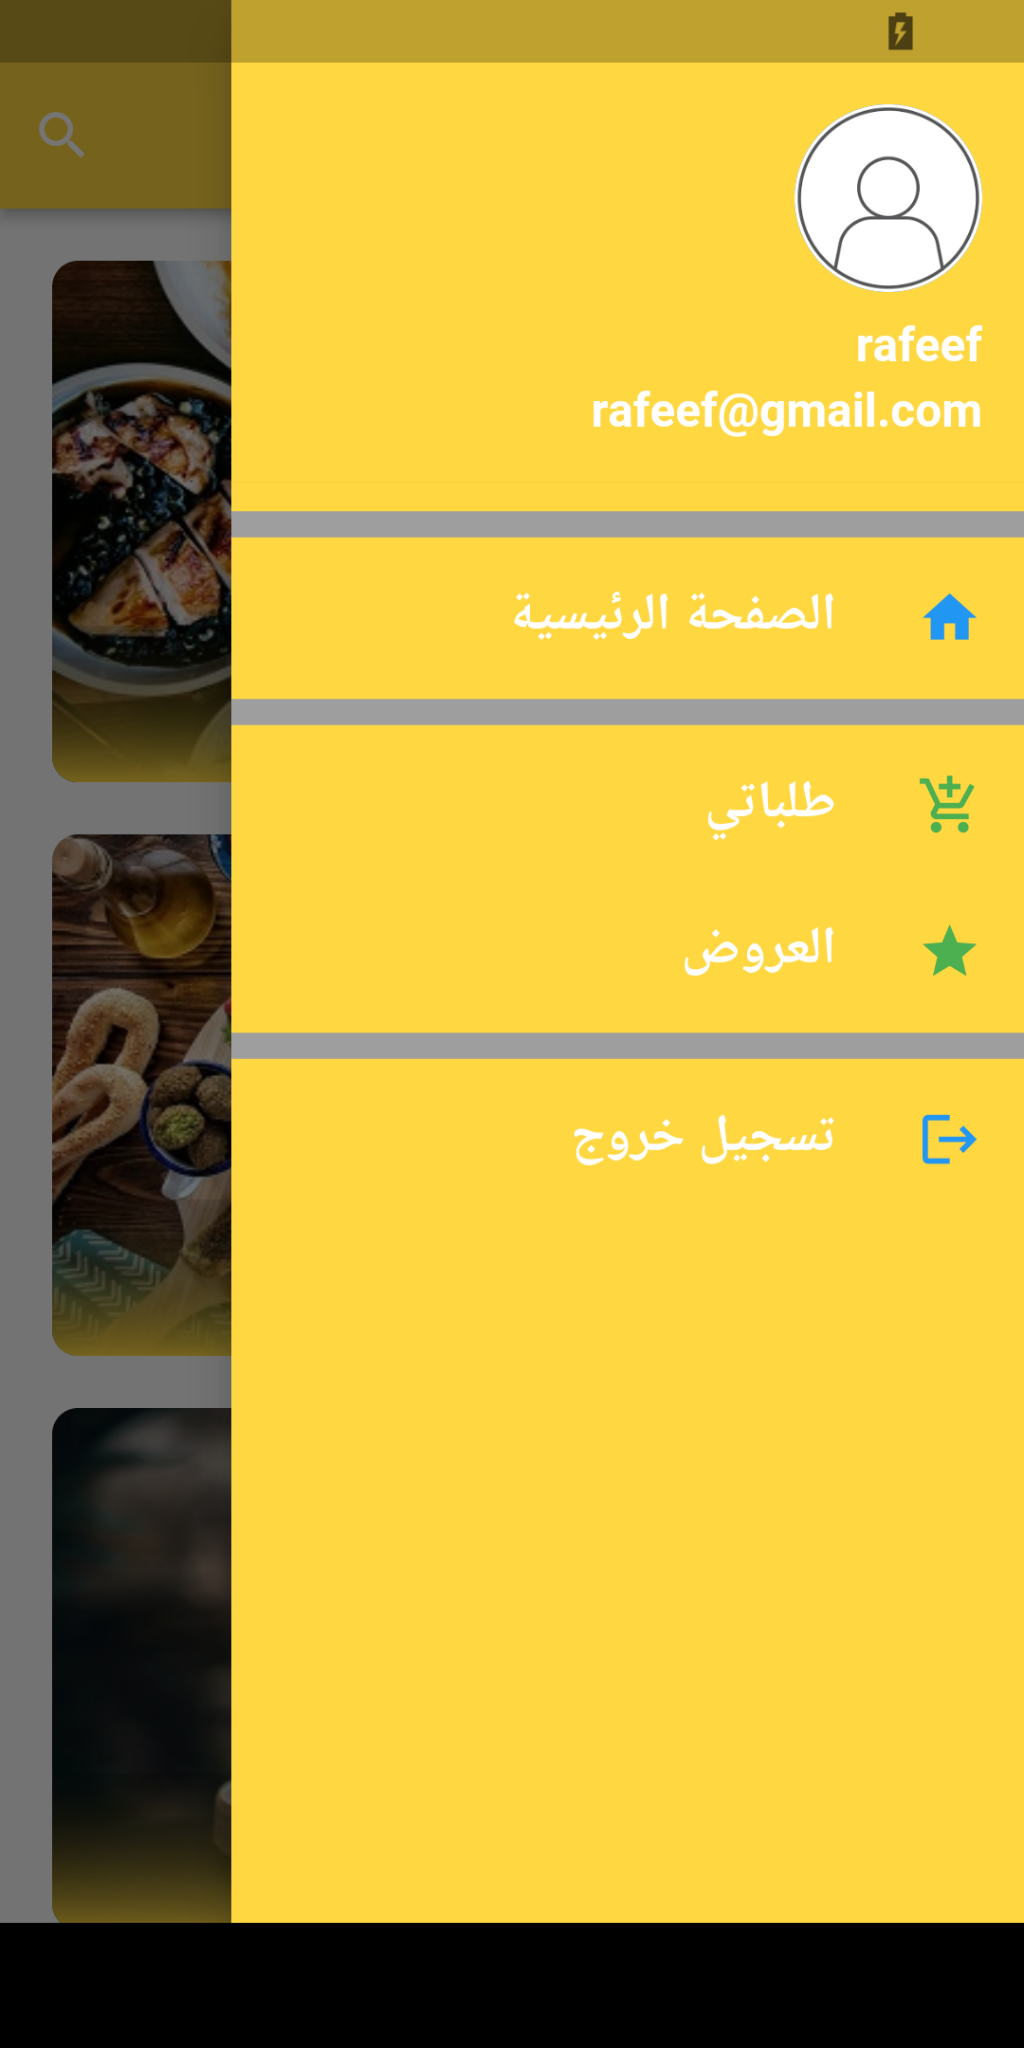 rafeef
rafeef@gmail.com
الصفحة الرئيسية
طلباتي
العروض
تسجيل خروج